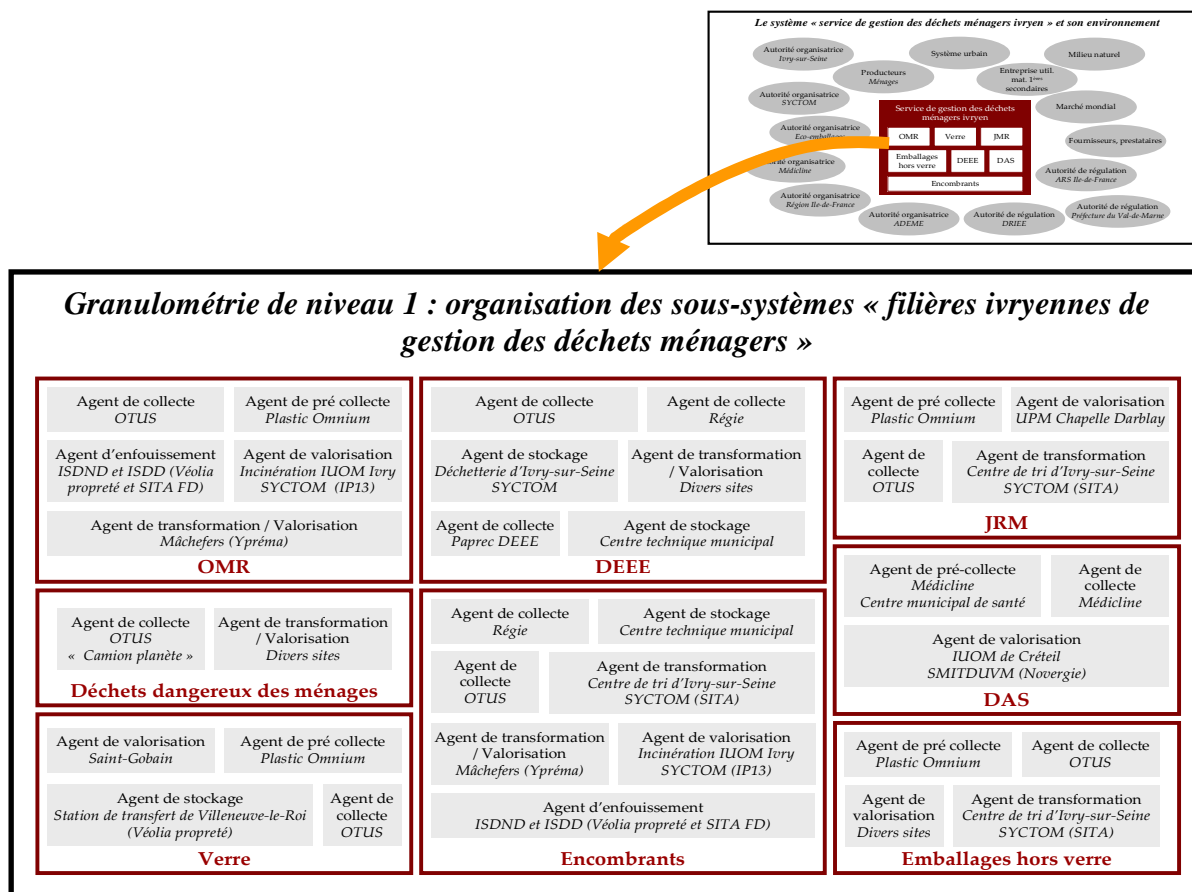 Le système « service de gestion des déchets ménagers ivryen » et son environnement
Autorité organisatrice
Ivry-sur-Seine
Système urbain
Milieu naturel
Producteurs
Ménages
Entreprise util.
mat. 1ères
secondaires
Autorité organisatrice
SYCTOM
Marché mondial
Service de gestion des déchets
ménagers ivryen
OMR
Verre
JMR
Emballages
hors verre
DEEE
DAS
Encombrants
Autorité organisatrice
Eco-emballages
Fournisseurs, prestataires
orité organisatrice
Médicline
Autorité de régulation
ARS Ile-de-France
Autorité organisatrice
Région Ile-de-France
Autorité organisatrice
ADEME
Autorité de régulation
DRIEE
Autorité de régulation
Préfecture du Val-de-Marne
Granulométrie de niveau 1 : organisation des sous-systèmes « filières ivryennes de
gestion des déchets ménagers »
Agent de collecte
OTUS
Agent de pré collecte
Plastic Omnium
Agent d'enfouissement
ISDND et ISDD (Véolia
propreté et SITA FD)
Agent de valorisation
Incinération IUOM Ivry
SYCTOM (IP13)
Agent de transformation / Valorisation
Mâchefers (Ypréma)
OMR
Agent de collecte
OTUS
Agent de collecte
Régie
Agent de stockage
Déchetterie d'Ivry-sur-Seine
SYCTOM
Agent de transformation
/ Valorisation
Divers sites
Agent de collecte
Paprec DEEE
Agent de stockage
Centre technique municipal
DEEE
Agent de pré collecte
Plastic Omnium
Agent de valorisation
UPM Chapelle Darblay
Agent de
collecte
OTUS
Agent de transformation
Centre de tri d'Ivry-sur-Seine
SYCTOM (SITA)
JRM
Agent de collecte
OTUS
« Camion planète »
Agent de transformation
/ Valorisation
Divers sites
Déchets dangereux des ménages
Agent de collecte
Régie
Agent de stockage
Centre technique municipal
Agent de
collecte
OTUS
Agent de transformation
Centre de tri d'Ivry-sur-Seine
SYCTOM (SITA)
Agent de transformation
/ Valorisation
Mâchefers (Ypréma)
Agent de valorisation
Incinération IUOM Ivry
SYCTOM (IP13)
Agent d'enfouissement
ISDND et ISDD (Véolia propreté et SITA FD)
Encombrants
Agent de pré-collecte
Médicline
Centre municipal de santé
Agent de
collecte
Médicline
Agent de valorisation
IUOM de Créteil
SMITDUVM (Novergie)
DAS
Agent de valorisation
Saint-Gobain
Agent de pré collecte
Plastic Omnium
Agent de stockage
Station de transfert de Villeneuve-le-Roi
(Véolia propreté)
Agent de
collecte
OTUS
Verre
Agent de pré collecte
Plastic Omnium
Agent de collecte
OTUS
Agent de
valorisation
Divers sites
Agent de transformation
Centre de tri d'Ivry-sur-Seine
SYCTOM (SITA)
Emballages hors verre